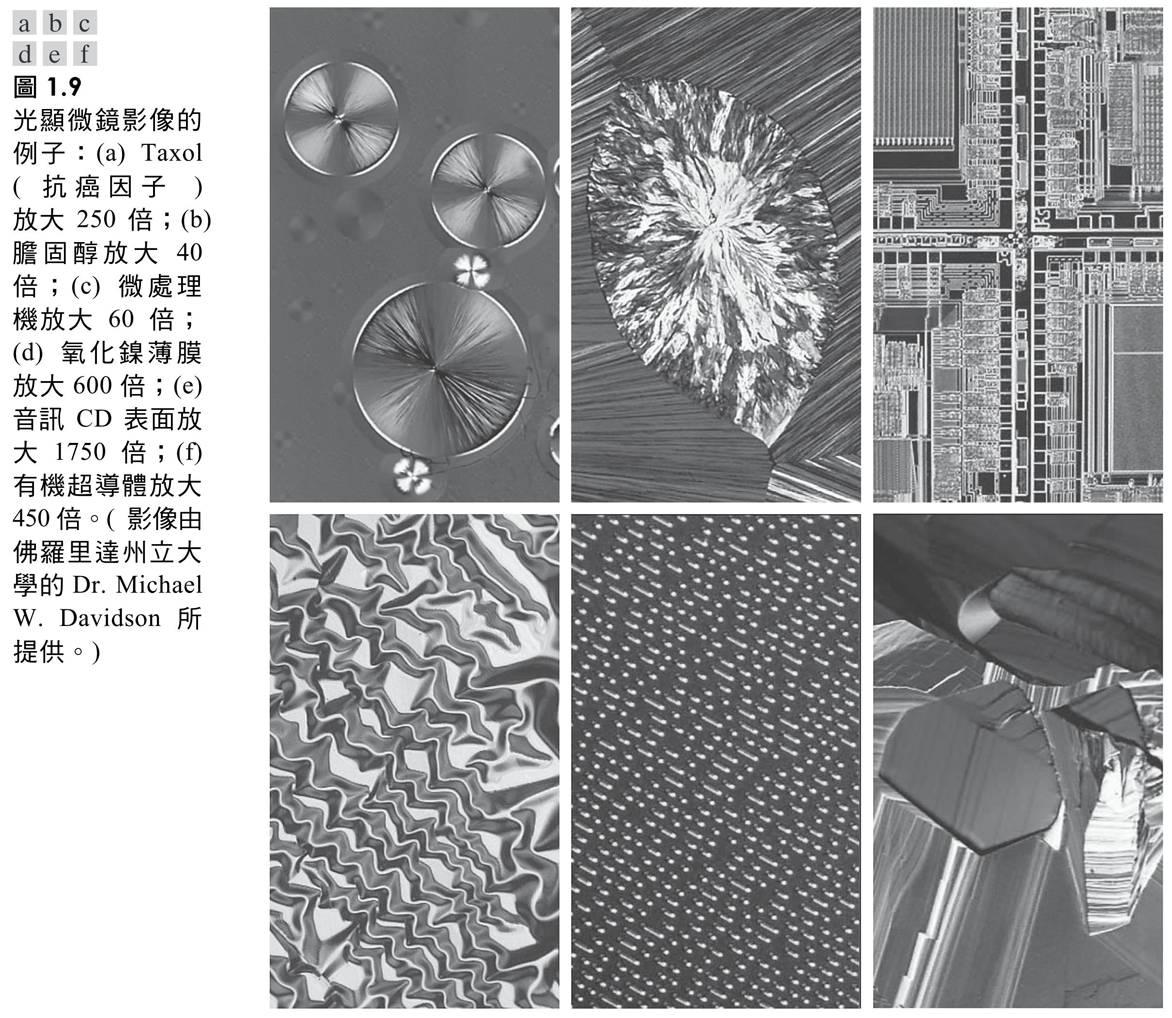 a b c
d e f
圖 1.9
光顯微鏡影像的
例子：(a) Taxol
( 抗癌因子 )
放大 250 倍；(b)
膽固醇放大 40
倍；(c) 微處理
機放大 60 倍；
(d) 氧化鎳薄膜
放大 600 倍；(e)
音訊 CD 表面放
大 1750 倍；(f)
有機超導體放大
450 倍。( 影像由
佛羅里達州立大
學的 Dr. Michael
W. Davidson 所
提供。)